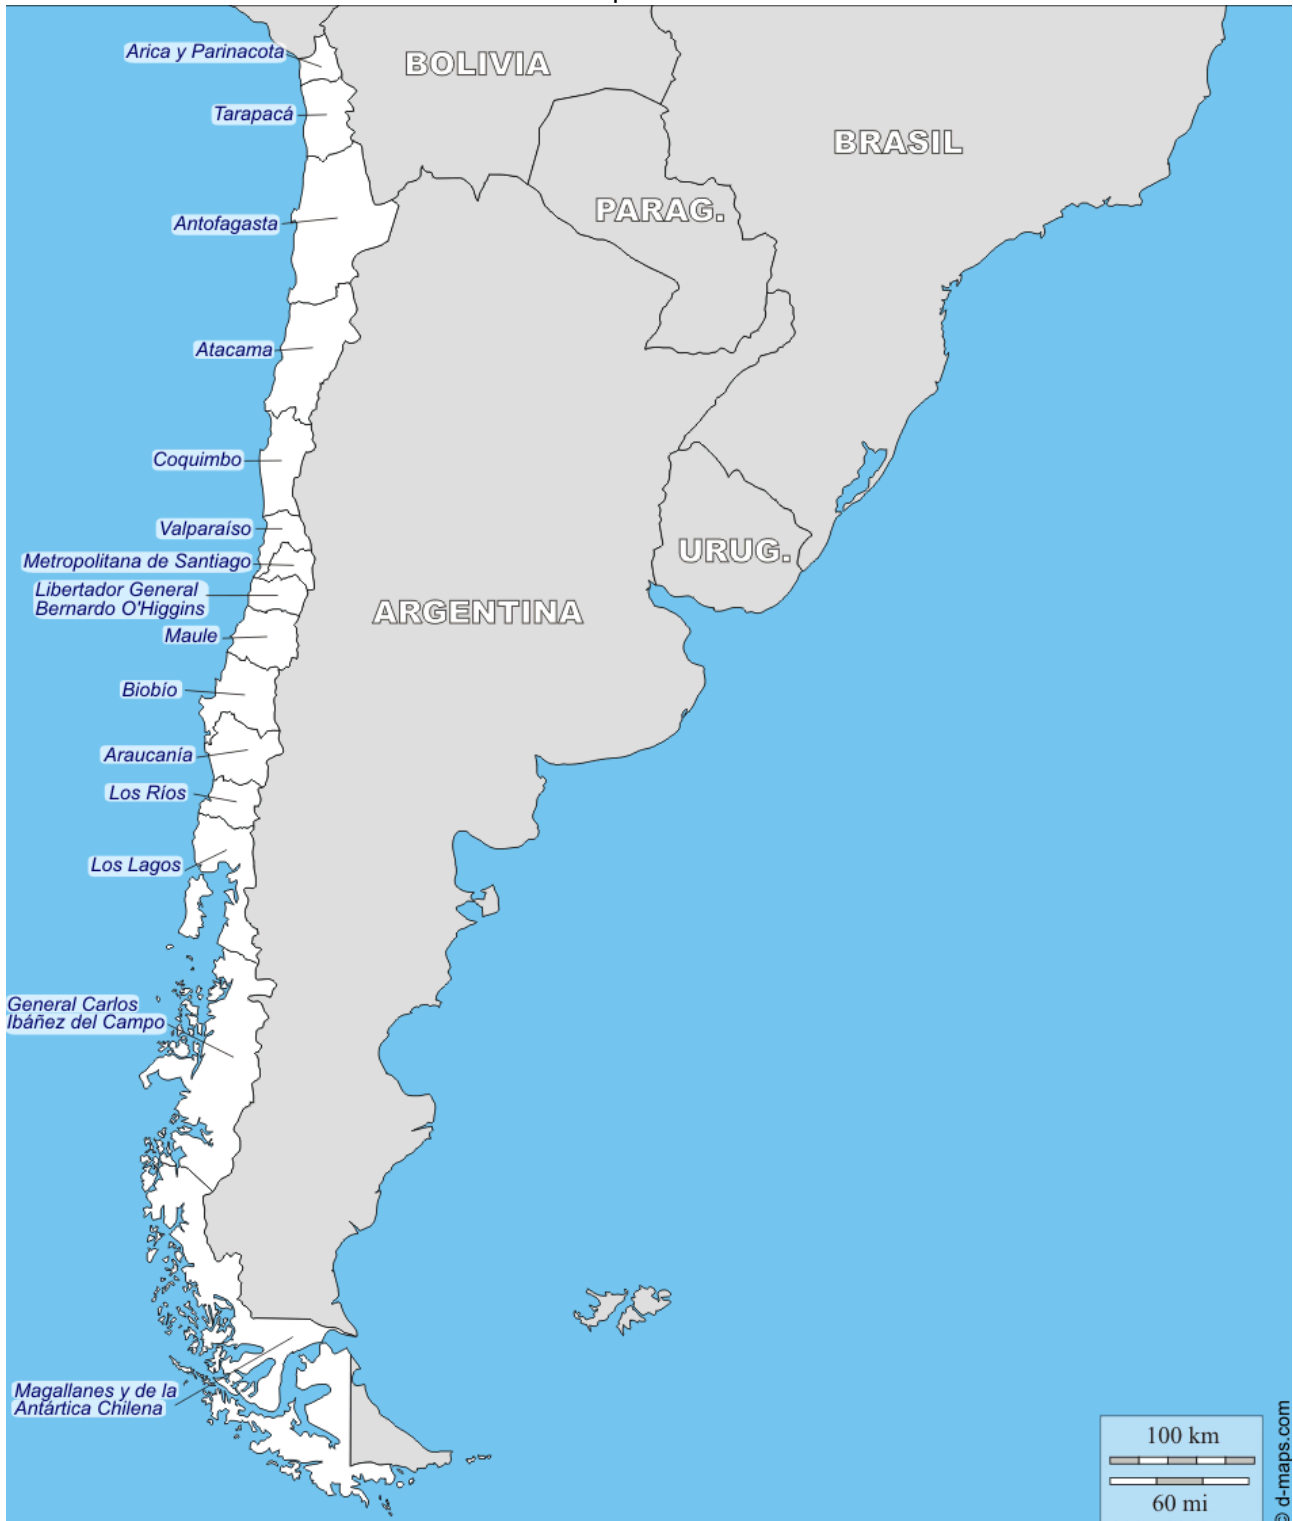 Arica y Parinacota
BOLIVIA
Tarapacá
BRASIL
PARAG.
Antofagasta
Atacama
Coquimbo
Valparaíso
URUG.
Metropolitana de Santiago
Libertador General
Bernardo O'Higgins
ARGENTINA
Maule
Biobío
Araucanía
Los Ríos
Los Lagos
General Carlos
Ibáñez del Campo
Magallanes y de la
Antártica Chilena
100 km
60 mi
© d-maps.com